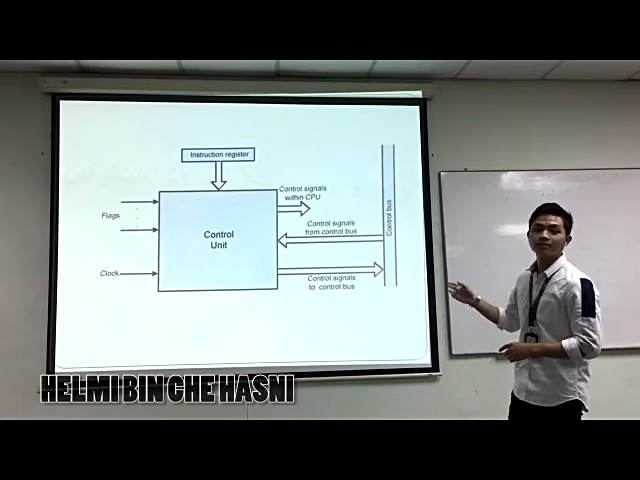 Instruction register
Control signals
within CPU
Flags
Control signals
from control bus
Control
Unit
Control bus
Clock
Control signals
to control bus
HELMI BIN CHE HASNI